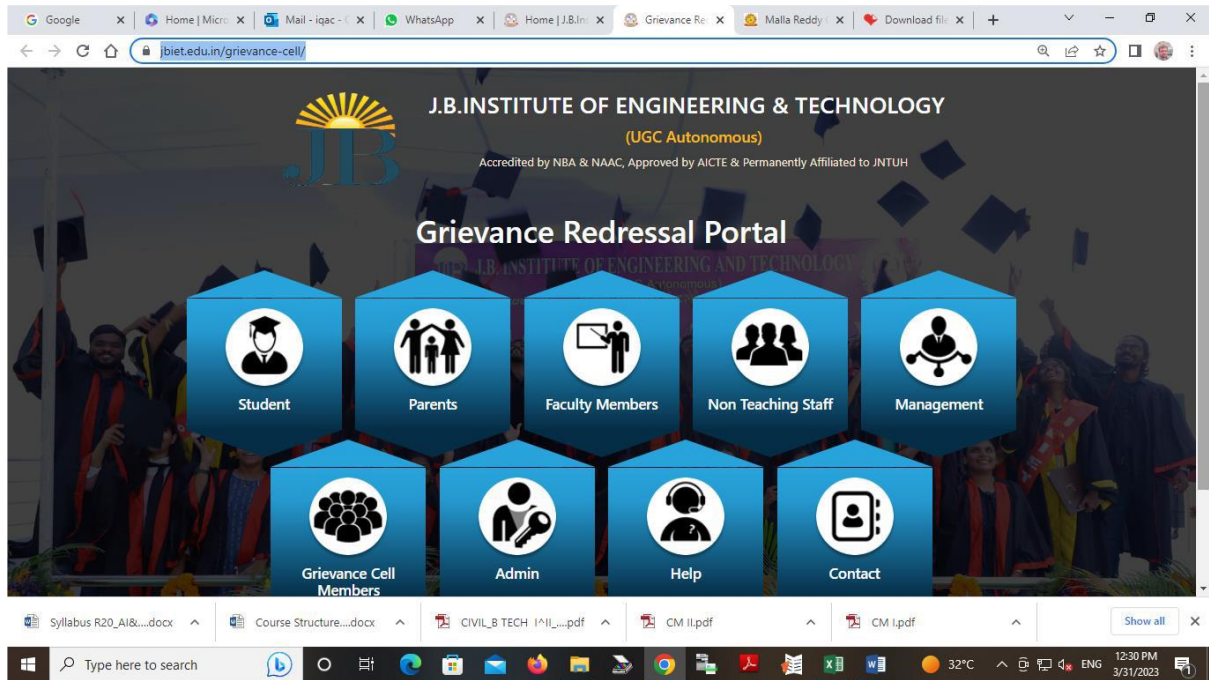 Google
Home | Micro
Mail - iqac -
WhatsApp
Home | J.B.In
Grievance Re
Malla Reddy
Download file
jbiet.edu.in/grievance-cell/
JB
J.B.INSTITUTE OF ENGINEERING & TECHNOLOGY
(UGC Autonomous)
Accredited by NBA & NAAC, Approved by AICTE & Permanently Affiliated to JNTUH
Grievance Redressal Portal
J.B. INSTITUTE OF ENGINEERING AND TECHNOLOGY
Student
Parents
Faculty Members
Non Teaching Staff
Management
Grievance Cell
Members
Admin
Help
Contact
Syllabus R20_AI&....docx
Course Structure....docx
CIVIL_B TECH I^II_....pdf
CM II.pdf
CM I.pdf
Show all
Type here to search
32°C
ENG
12:30 PM
3/31/2023